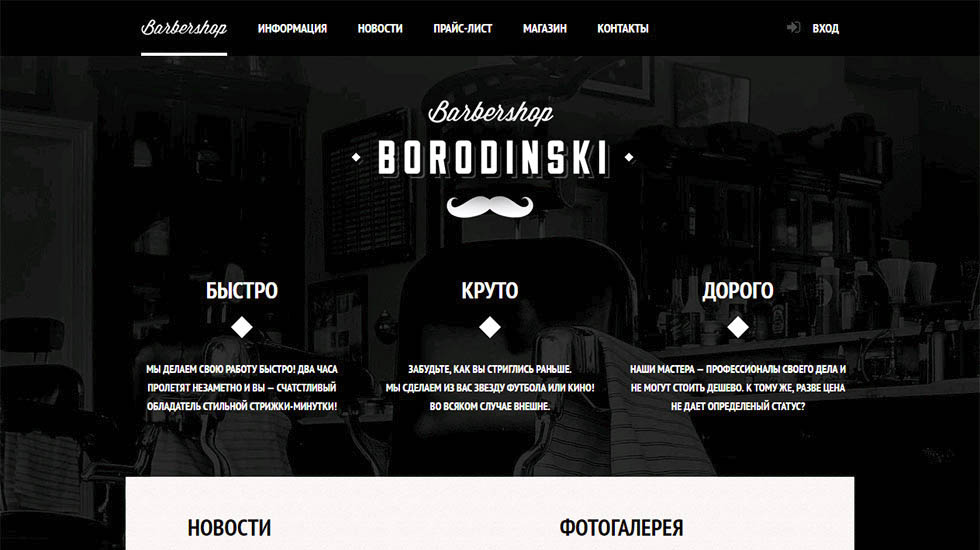 Barbershop ИНФОРМАЦИЯ НОВОСТИ ПРАЙС-ЛИСТ МАГАЗИН КОНТАКТЫ ВХОД
Barbershop
BORODINSKI
БЫСТРО
МЫ ДЕЛАЕМ СВОЮ РАБОТУ БЫСТРО! ДВА ЧАСА
ПРОЛЕТЯТ НЕЗАМЕТНО И ВЫ — СЧАТСТЛИВЫЙ
ОБЛАДАТЕЛЬ СТИЛЬНОЙ СТРИЖКИ-МИНУТКИ!
КРУТО
ЗАБУДЬТЕ, КАК ВЫ СТРИГЛИСЬ РАНЬШЕ.
МЫ СДЕЛАЕМ ИЗ ВАС ЗВЕЗДУ ФУТБОЛА ИЛИ КИНО!
ВО ВСЯКОМ СЛУЧАЕ ВНЕШНЕ.
ДОРОГО
НАШИ МАСТЕРА — ПРОФЕССИОНАЛЫ СВОЕГО ДЕЛА И
НЕ МОГУТ СТОИТЬ ДЕШЕВО. К ТОМУ ЖЕ, РАЗВЕ ЦЕНА
НЕ ДАЕТ ОПРЕДЕЛЕНЫЙ СТАТУС?
НОВОСТИ
ФОТОГАЛЕРЕЯ